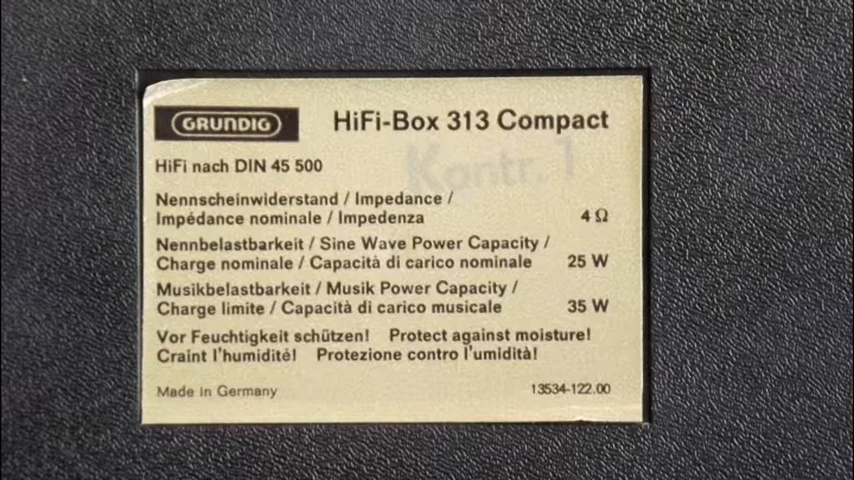 GRUNDIG HiFi-Box 313 Compact
HiFi nach DIN 45 500
Kontr. 1
Nennscheinwiderstand / Impedance /
Impédance nominale / Impedenza 4 Ω
Nennbelastbarkeit / Sine Wave Power Capacity /
Charge nominale / Capacità di carico nominale 25 W
Musikbelastbarkeit / Musik Power Capacity /
Charge limite / Capacità di carico musicale 35 W
Vor Feuchtigkeit schützen! Protect against moisture!
Craint l'humidité! Protezione contro l'umidità!
Made in Germany 13534-122.00